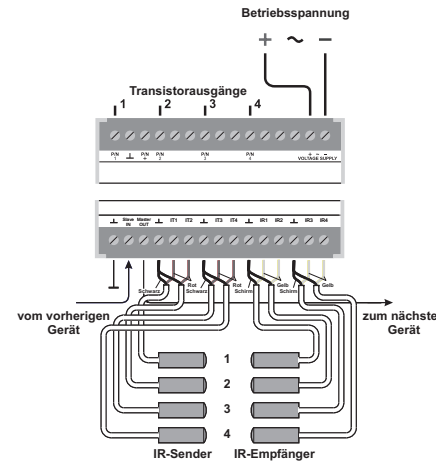 Betriebsspannung
+ ~ −
Transistorausgänge
1 2 3 4
P/N 1 ⊥ P/N + P/N 2 P/N 3 P/N 4 + ~ −
VOLTAGE SUPPLY
⊥ Slave IN Master OUT ⊥ IT1 IT2 ⊥ IT3 IT4 ⊥ IR1 IR2 ⊥ IR3 IR4
Schwarz Rot Schwarz Rot Schirm Gelb Schirm Gelb
vom vorherigen Gerät
zum nächste Gerät
1
2
3
4
IR-Sender IR-Empfänger